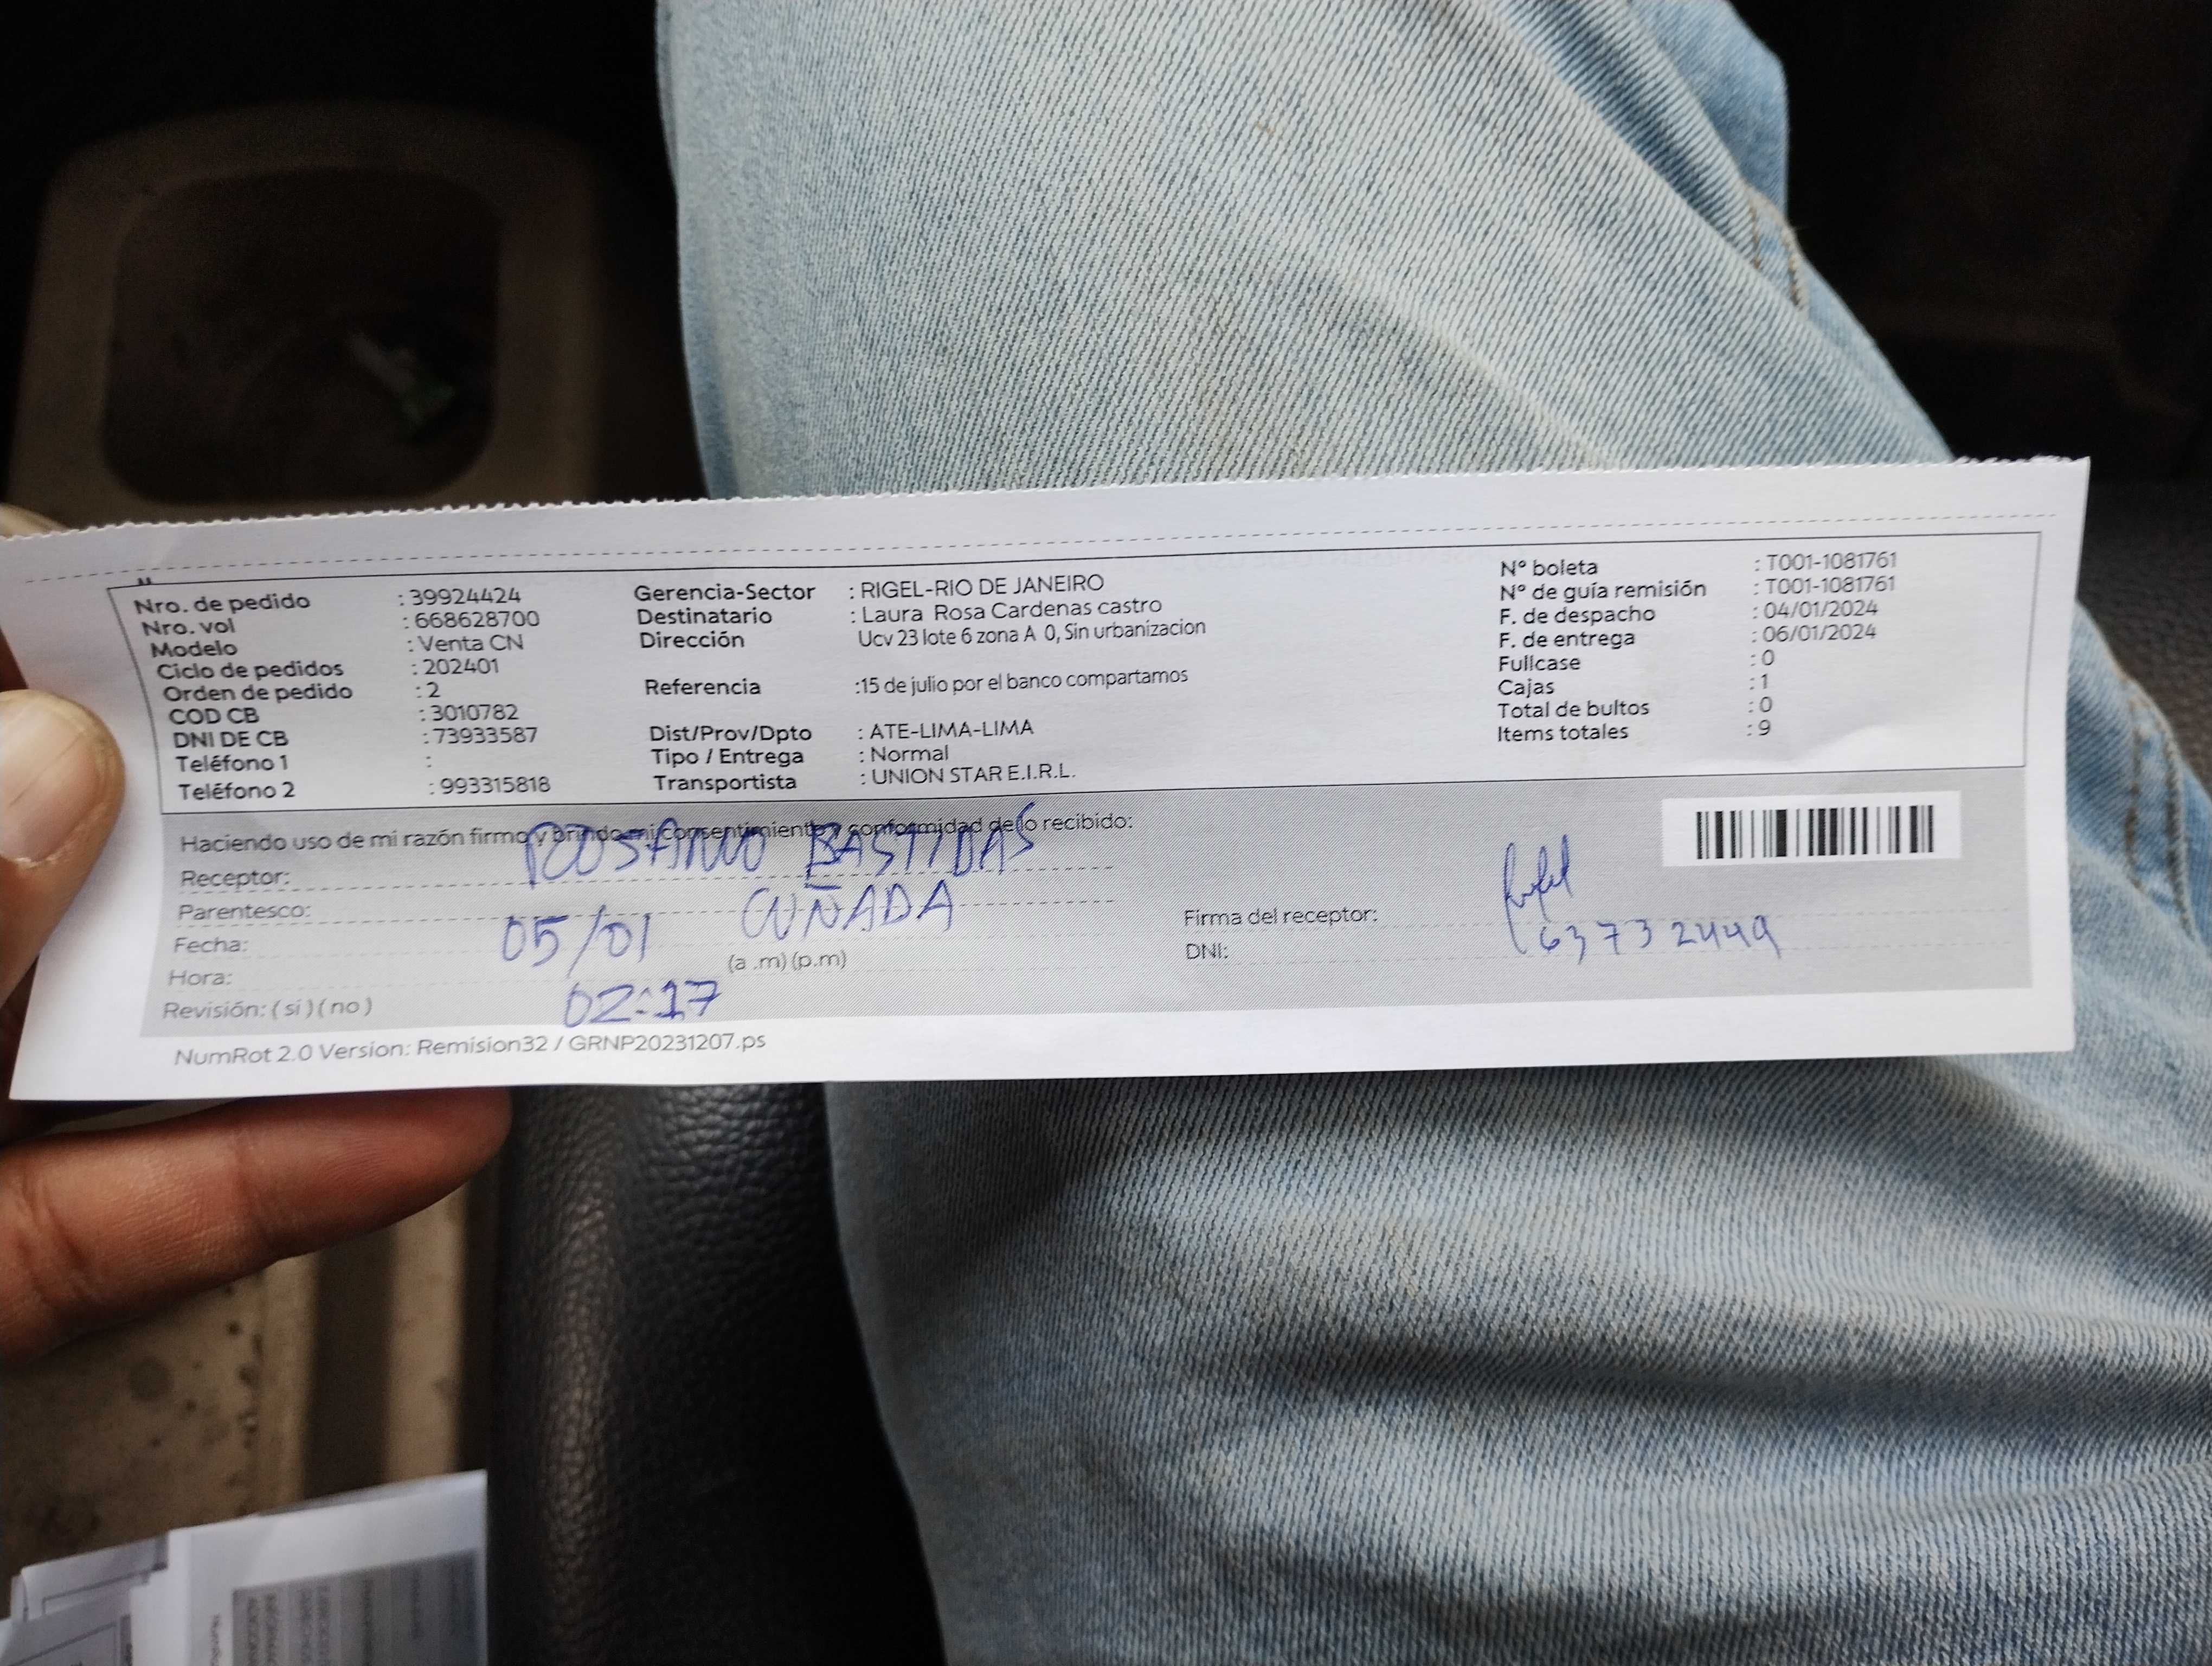 Nro. de pedido : 39924424
Nro. vol : 668628700
Modelo : Venta CN
Ciclo de pedidos : 202401
Orden de pedido : 2
COD CB : 3010782
DNI DE CB : 73933587
Teléfono 1 :
Teléfono 2 : 993315818
Gerencia-Sector : RIGEL-RIO DE JANEIRO
Destinatario : Laura Rosa Cardenas castro
Dirección Ucv 23 lote 6 zona A 0, Sin urbanizacion
Referencia :15 de julio por el banco compartamos
Dist/Prov/Dpto : ATE-LIMA-LIMA
Tipo / Entrega : Normal
Transportista : UNION STAR E.I.R.L.
N° boleta : T001-1081761
N° de guía remisión : T001-1081761
F. de despacho : 04/01/2024
F. de entrega : 06/01/2024
Fullcase : 0
Cajas : 1
Total de bultos : 0
Items totales : 9
Haciendo uso de mi razón firmo y brindo mi consentimiento y conformidad de lo recibido:
Receptor: BASTIDAS
Parentesco: CUÑADA
Fecha: 05/01
Hora: 02:17 (a .m) (p.m)
Revisión: ( si ) ( no )
Firma del receptor:
DNI: 63732449
NumRot 2.0 Version: Remision32 / GRNP20231207.ps